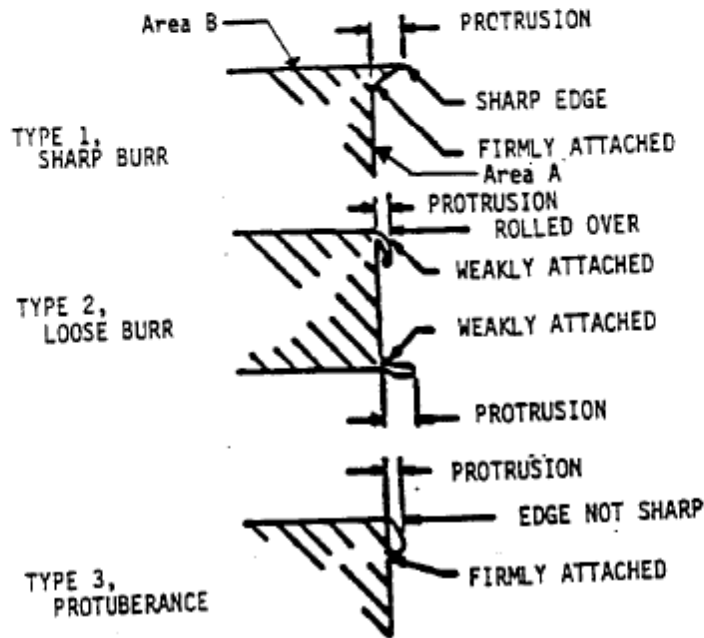 Area B
PRCTRUSION
SHARP EDGE
TYPE 1,
SHARP BURR
FIRMLY ATTACHED
Area A
PROTRUSION
ROLLED OVER
WEAKLY ATTACHED
TYPE 2,
LOOSE BURR
WEAKLY ATTACHED
PROTRUSION
PROTRUSION
EDGE NOT SHARP
TYPE 3,
PROTUBERANCE
FIRMLY ATTACHED